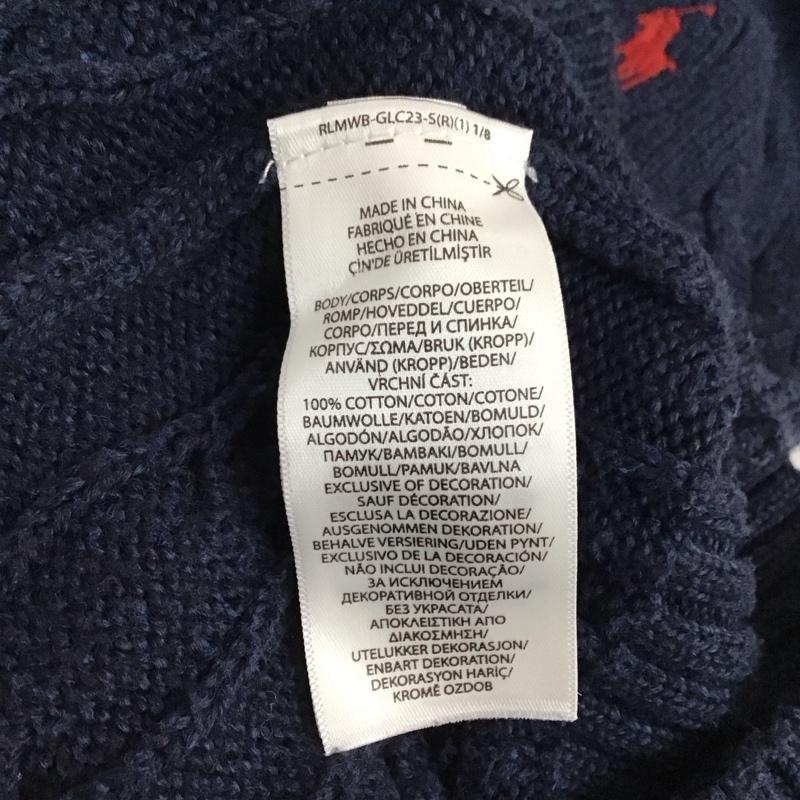 RLMWB-GLC23-S(R)(1) 1/8
MADE IN CHINA
FABRIQUÉ EN CHINE
HECHO EN CHINA
ÇİN'DE ÜRETİLMİŞTİR
BODY/CORPS/CORPO/OBERTEIL/
ROMP/HOVEDDEL/CUERPO/
CORPO/ПЕРЕД И СПИНКА/
КОРПУС/ΣΩΜΑ/BRUK (KROPP)/
ANVÄND (KROPP)/BEDEN/
VRCHNÍ ČÁST:
100% COTTON/COTON/COTONE/
BAUMWOLLE/KATOEN/BOMULD/
ALGODÓN/ALGODÃO/ХЛОПОК/
ПАМУК/ΒΑΜΒΑΚΙ/BOMULL/
BOMULL/PAMUK/BAVLNA
EXCLUSIVE OF DECORATION/
SAUF DÉCORATION/
ESCLUSA LA DECORAZIONE/
AUSGENOMMEN DEKORATION/
BEHALVE VERSIERING/UDEN PYNT/
EXCLUSIVO DE LA DECORACIÓN/
NÃO INCLUI DECORAÇÃO/
ЗА ИСКЛЮЧЕНИЕМ
ДЕКОРАТИВНОЙ ОТДЕЛКИ/
БЕЗ УКРАСАТА/
ΑΠΟΚΛΕΙΣΤΙΚΗ ΑΠΟ
ΔΙΑΚΟΣΜΗΣΗ/
UTELUKKER DEKORASJON/
ENBART DEKORATION/
DEKORASYON HARİÇ/
KROMĚ OZDOB